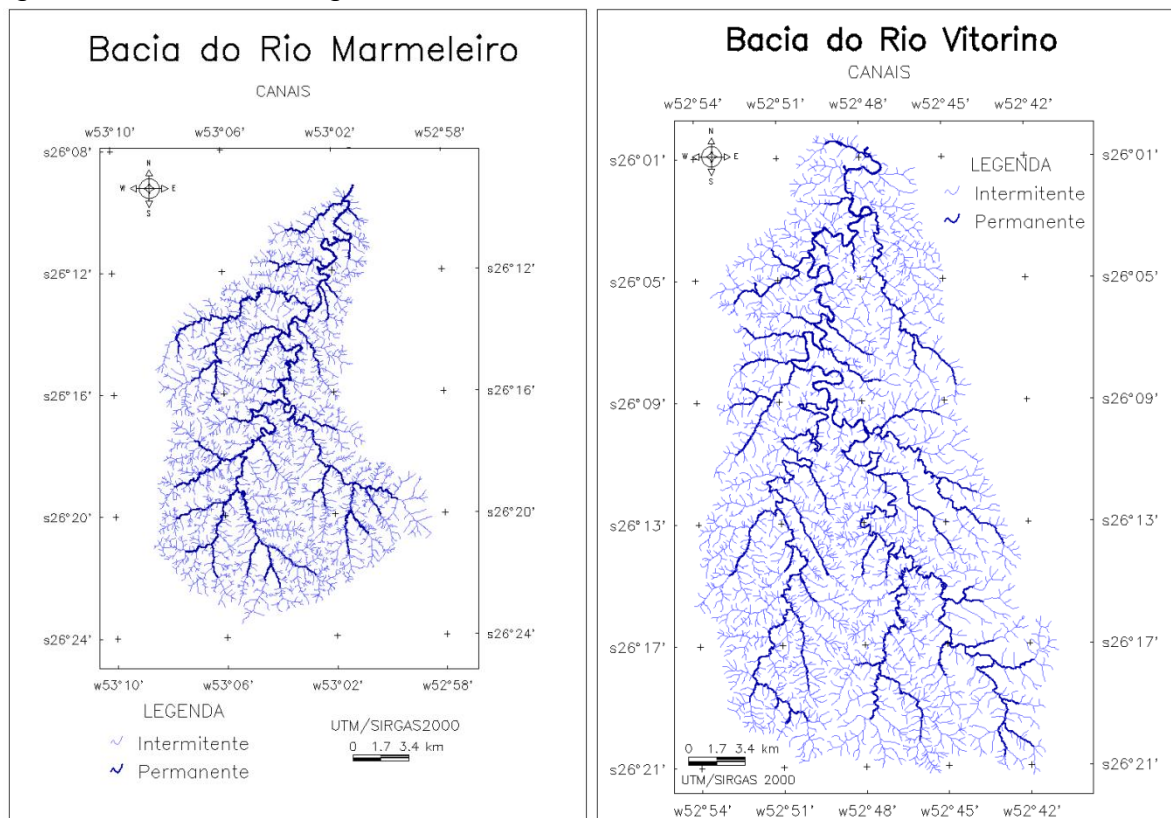 Bacia do Rio Marmeleiro
CANAIS
w53°10' w53°06' w53°02' w52°58'
s26°08'
N
W E
S
s26°12' s26°12'
s26°16' s26°16'
s26°20' s26°20'
s26°24' s26°24'
w53°10' w53°06' w53°02' w52°58'
LEGENDA
Intermitente
Permanente
UTM/SIRGAS2000
0 1.7 3.4 km
Bacia do Rio Vitorino
CANAIS
w52°54' w52°51' w52°48' w52°45' w52°42'
N
W E
S
s26°01' s26°01'
LEGENDA
Intermitente
Permanente
s26°05' s26°05'
s26°09' s26°09'
s26°13' s26°13'
s26°17' s26°17'
0 1.7 3.4 km
s26°21' s26°21'
UTM/SIRGAS 2000
w52°54' w52°51' w52°48' w52°45' w52°42'